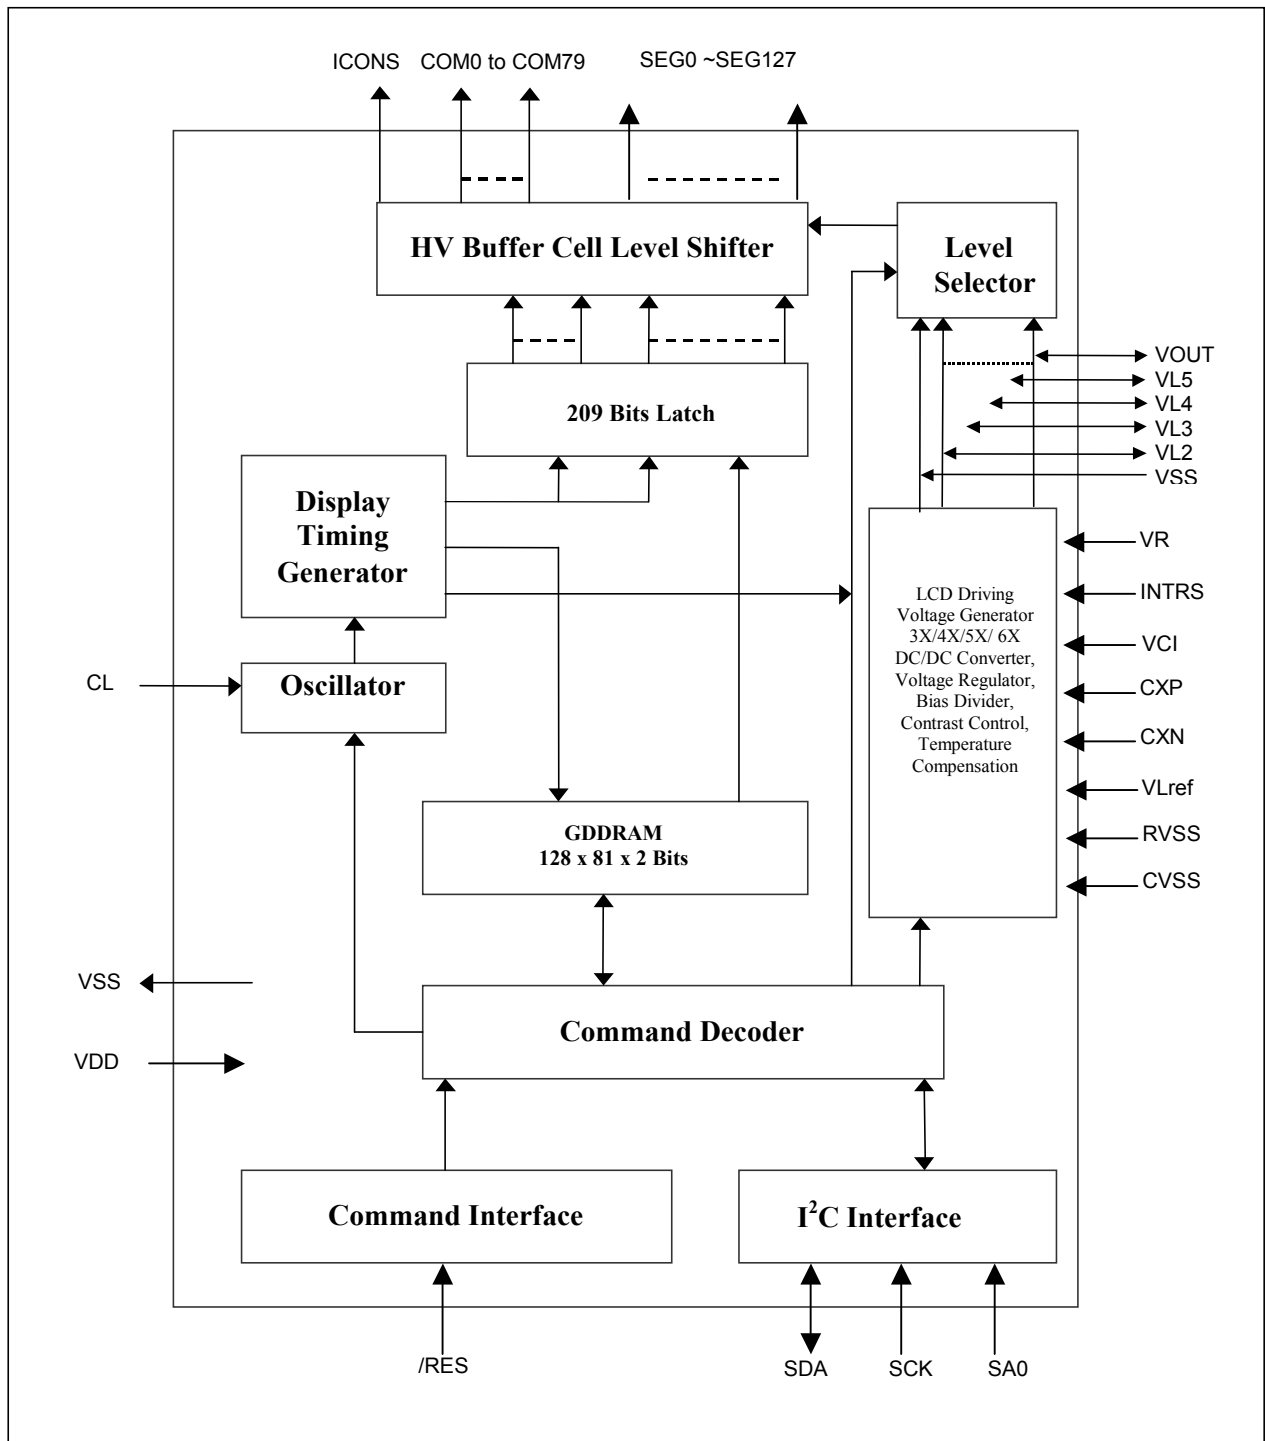 ICONS COM0 to COM79 SEG0 ~SEG127
HV Buffer Cell Level Shifter
Level
Selector
VOUT
VL5
VL4
VL3
VL2
VSS
209 Bits Latch
Display
Timing
Generator
VR
INTRS
VCI
CXP
CXN
VLref
RVSS
CVSS
LCD Driving
Voltage Generator
3X/4X/5X/ 6X
DC/DC Converter,
Voltage Regulator,
Bias Divider,
Contrast Control,
Temperature
Compensation
CL
Oscillator
GDDRAM
128 x 81 x 2 Bits
VSS
VDD
Command Decoder
Command Interface
I²C Interface
/RES
SDA
SCK
SA0